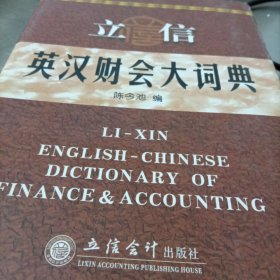 立信
英汉财会大词典
陈今池 编
LI-XIN
ENGLISH-CHINESE
DICTIONARY OF
FINANCE & ACCOUNTING
立信会计出版社
LIXIN ACCOUNTING PUBLISHING HOUSE